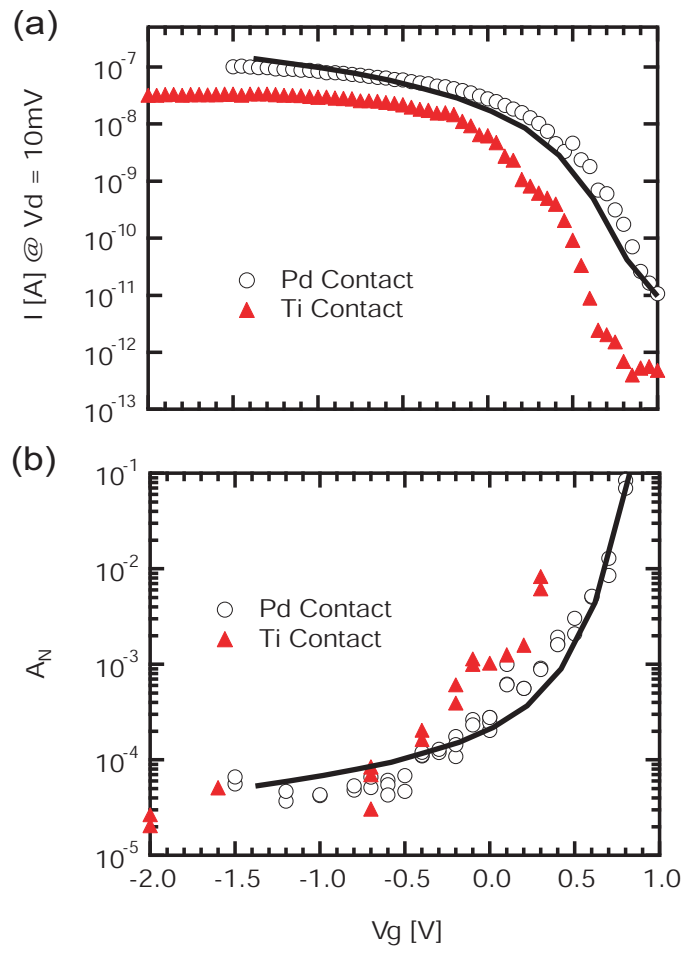 (a)
10^-7
10^-8
10^-9
10^-10
10^-11
10^-12
10^-13
I [A] @ Vd = 10mV
Pd Contact
Ti Contact
(b)
10^-1
10^-2
10^-3
10^-4
10^-5
A_N
Pd Contact
Ti Contact
-2.0 -1.5 -1.0 -0.5 0.0 0.5 1.0
Vg [V]